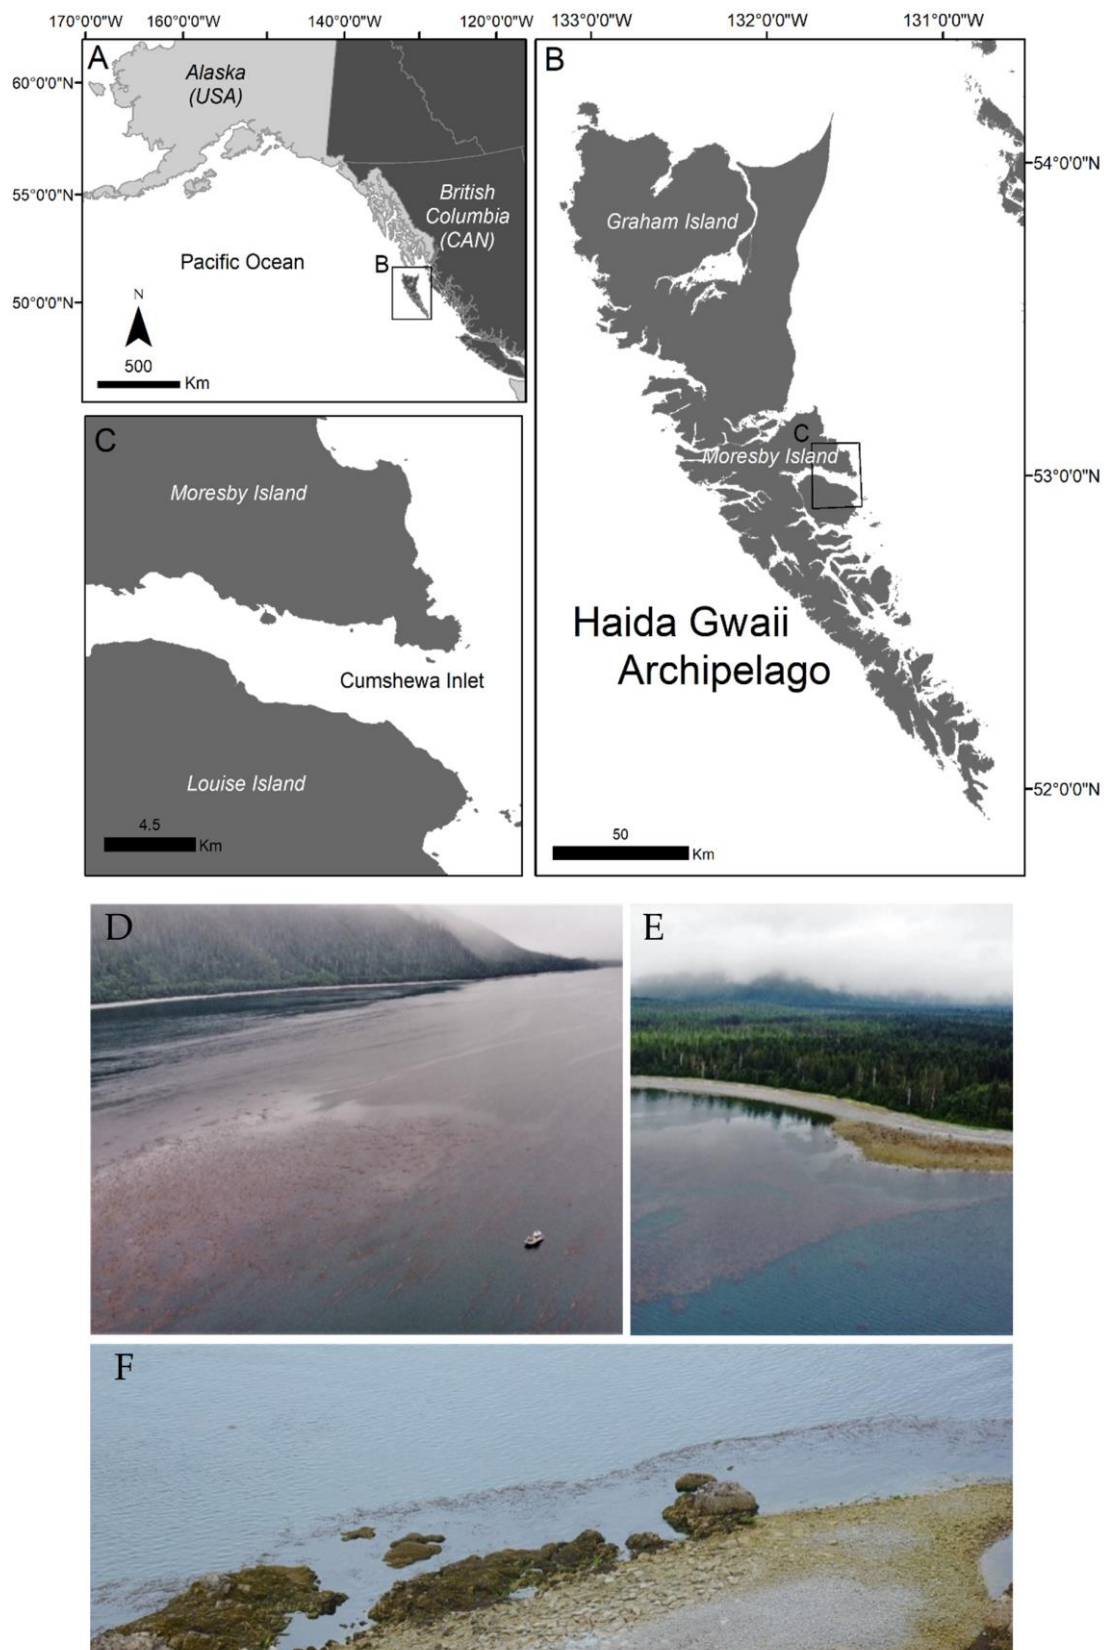 170°0'0"W 160°0'0"W 140°0'0"W 120°0'0"W
A
60°0'0"N
55°0'0"N
50°0'0"N
Alaska
(USA)
British
Columbia
(CAN)
Pacific Ocean
B
N
500
Km
133°0'0"W 132°0'0"W 131°0'0"W
B
54°0'0"N
53°0'0"N
52°0'0"N
Graham Island
C
Moresby Island
Haida Gwaii
Archipelago
50
Km
C
Moresby Island
Cumshewa Inlet
Louise Island
4.5
Km
D
E
F